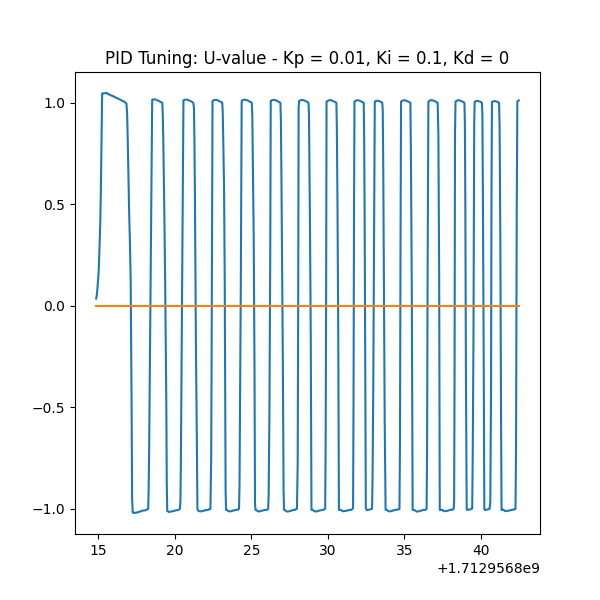 PID Tuning: U-value - Kp = 0.01, Ki = 0.1, Kd = 0
1.0
0.5
0.0
−0.5
−1.0
15 20 25 30 35 40
+1.7129568e9